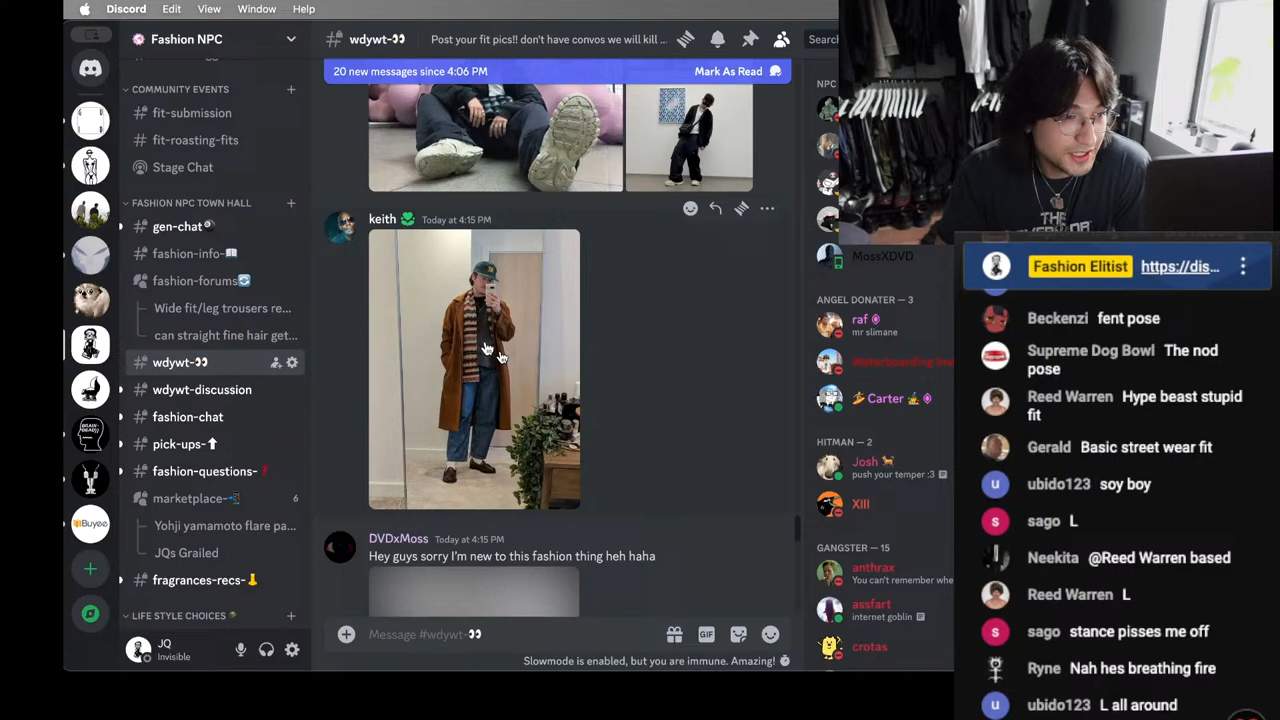 Discord Edit View Window Help
Fashion NPC
COMMUNITY EVENTS
fit-submission
fit-roasting-fits
Stage Chat
FASHION NPC TOWN HALL
gen-chat
fashion-info-
fashion-forums
Wide fit/leg trousers re...
can straight fine hair get...
wdywt-
wdywt-discussion
fashion-chat
pick-ups-
fashion-questions-
marketplace- 6
Yohji yamamoto flare pa...
JQs Grailed
fragrances-recs-
LIFE STYLE CHOICES
JQ
Invisible
wdywt- Post your fit pics!! don't have convos we will kill ...
Search
20 new messages since 4:06 PM Mark As Read
keith Today at 4:15 PM
DVDxMoss Today at 4:15 PM
Hey guys sorry I'm new to this fashion thing heh haha
Message #wdywt-
GIF
Slowmode is enabled, but you are immune. Amazing!
NPC
MossXDVD
ANGEL DONATER — 3
raf
mr slimane
Waterboarding
Carter
HITMAN — 2
Josh
push your temper :3
XIII
GANGSTER — 15
anthrax
You can't remember whe
assfart
internet goblin
crotas
THE
Fashion Elitist https://dis...
Beckenzi fent pose
Supreme Dog Bowl The nod
pose
Reed Warren Hype beast stupid
fit
Gerald Basic street wear fit
ubido123 soy boy
sago L
Neekita @Reed Warren based
Reed Warren L
sago stance pisses me off
Ryne Nah hes breathing fire
ubido123 L all around